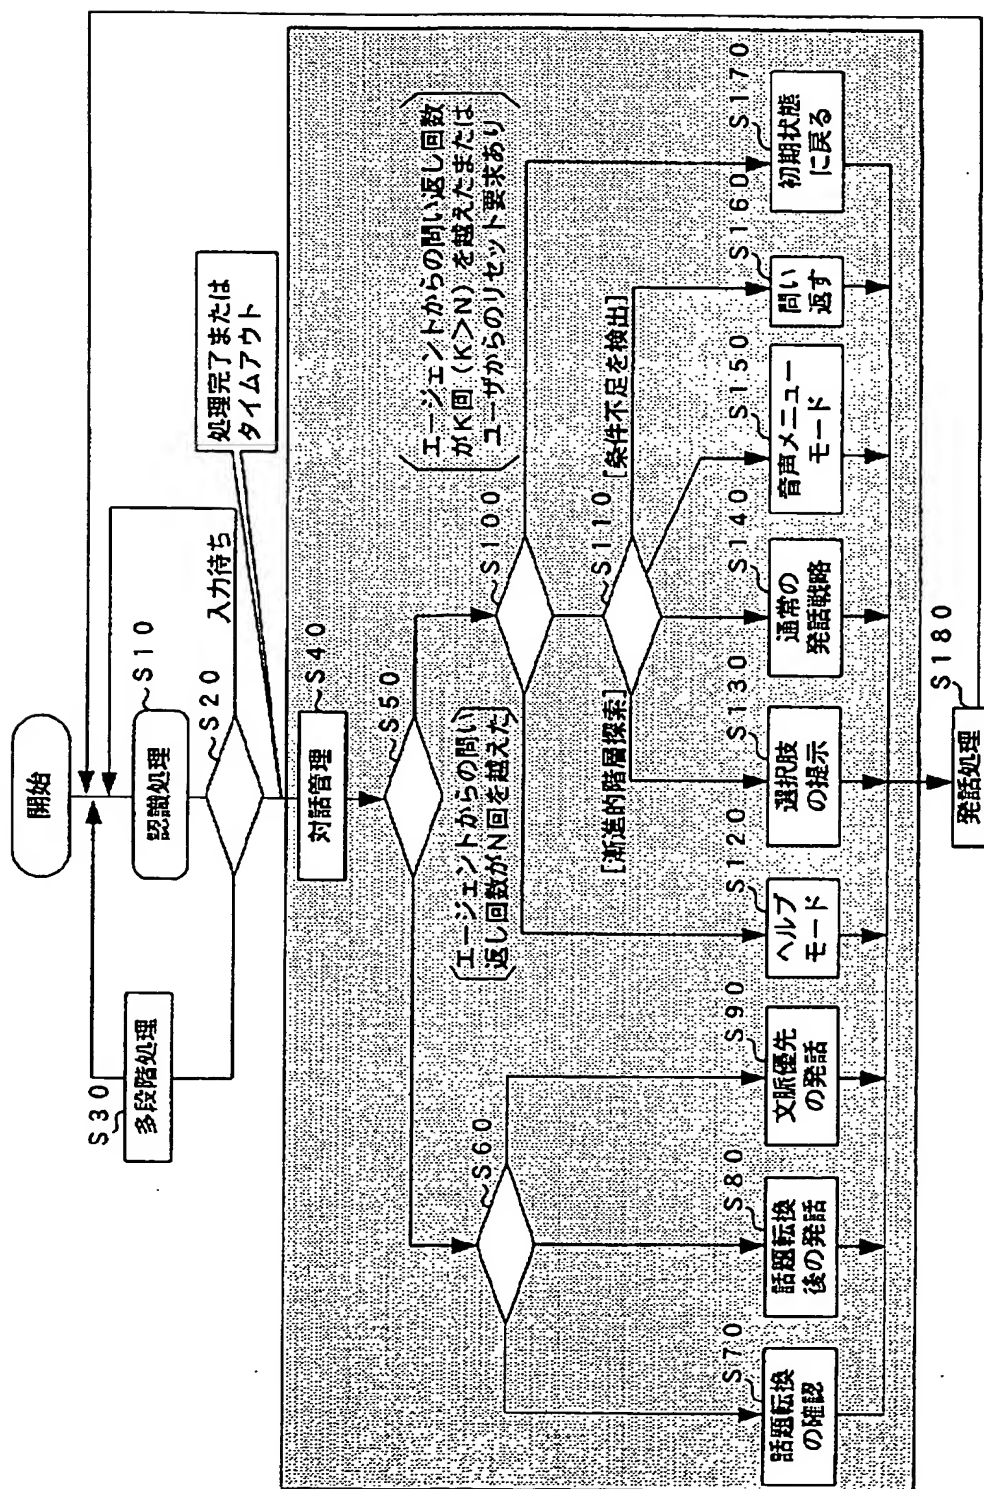 開始
S10
認識処理
S20
入力待ち
S30
多段階処理
処理完了または
タイムアウト
S40
対話管理
S50
エージェントからの問い
返し回数がN回を越えた
エージェントからの問い返し回数
がK回(K>N)を越えたまたは
ユーザからのリセット要求あり
S60
S100
S110
[漸進的階層探索]
[条件不足を検出]
S70
話題転換
の確認
S80
話題転換
後の発話
S90
文脈優先
の発話
S120
ヘルプ
モード
S130
選択肢
の提示
S140
通常の
発話戦略
S150
音声メニュー
モード
S160
問い
返す
S170
初期状態
に戻る
S180
発話処理